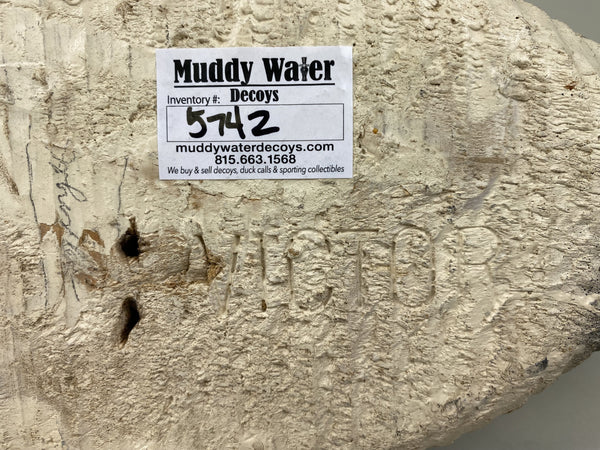 Muddy Water
Inventory #: Decoys
5742
muddywaterdecoys.com
815.663.1568
We buy & sell decoys, duck calls & sporting collectibles
VICTOR